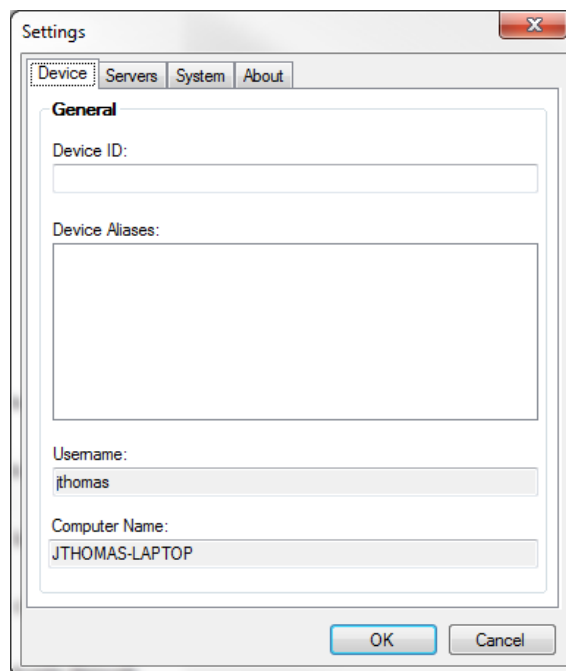 Settings
Device Servers System About
General
Device ID:
Device Aliases:
Username:
jthomas
Computer Name:
JTHOMAS-LAPTOP
OK Cancel